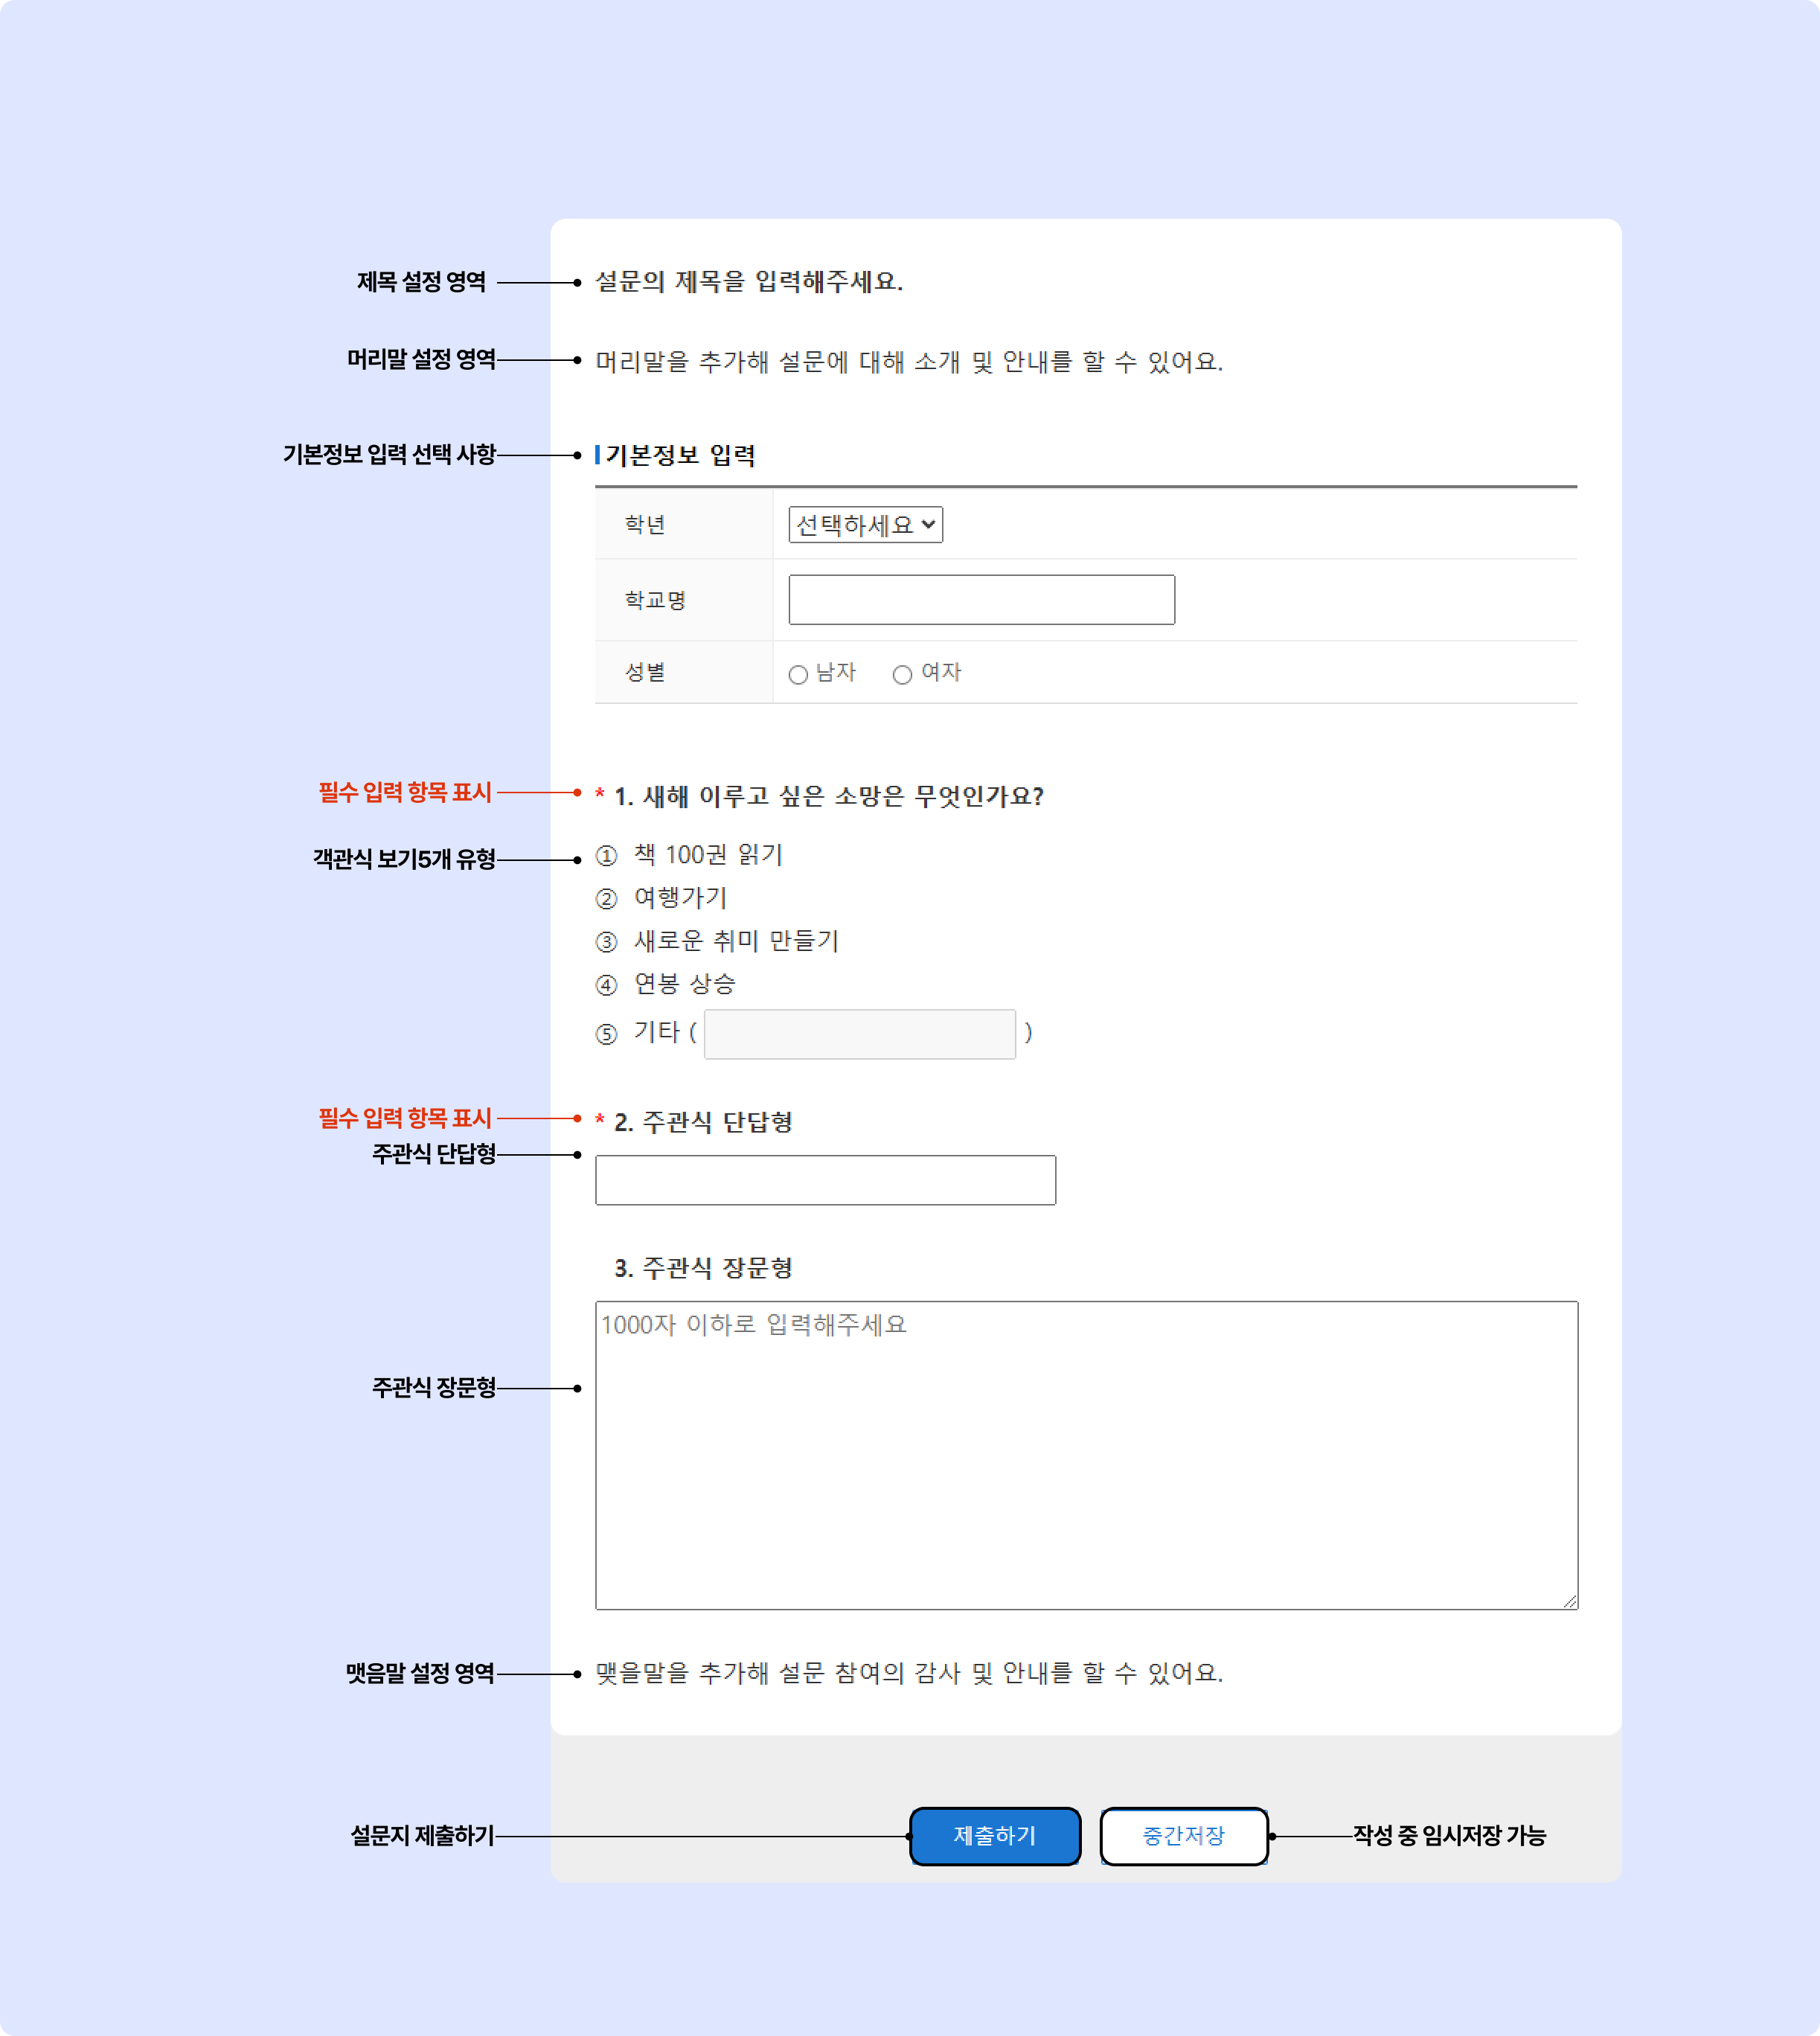 제목 설정 영역
설문의 제목을 입력해주세요.
머리말 설정 영역
머리말을 추가해 설문에 대해 소개 및 안내를 할 수 있어요.
기본정보 입력 선택 사항
기본정보 입력
학년 선택하세요
학교명
성별 남자 여자
필수 입력 항목 표시
* 1. 새해 이루고 싶은 소망은 무엇인가요?
객관식 보기5개 유형
① 책 100권 읽기
② 여행가기
③ 새로운 취미 만들기
④ 연봉 상승
⑤ 기타 ( )
필수 입력 항목 표시
* 2. 주관식 단답형
주관식 단답형
3. 주관식 장문형
1000자 이하로 입력해주세요
주관식 장문형
맷음말 설정 영역
맺을말을 추가해 설문 참여의 감사 및 안내를 할 수 있어요.
설문지 제출하기
제출하기
중간저장
작성 중 임시저장 가능